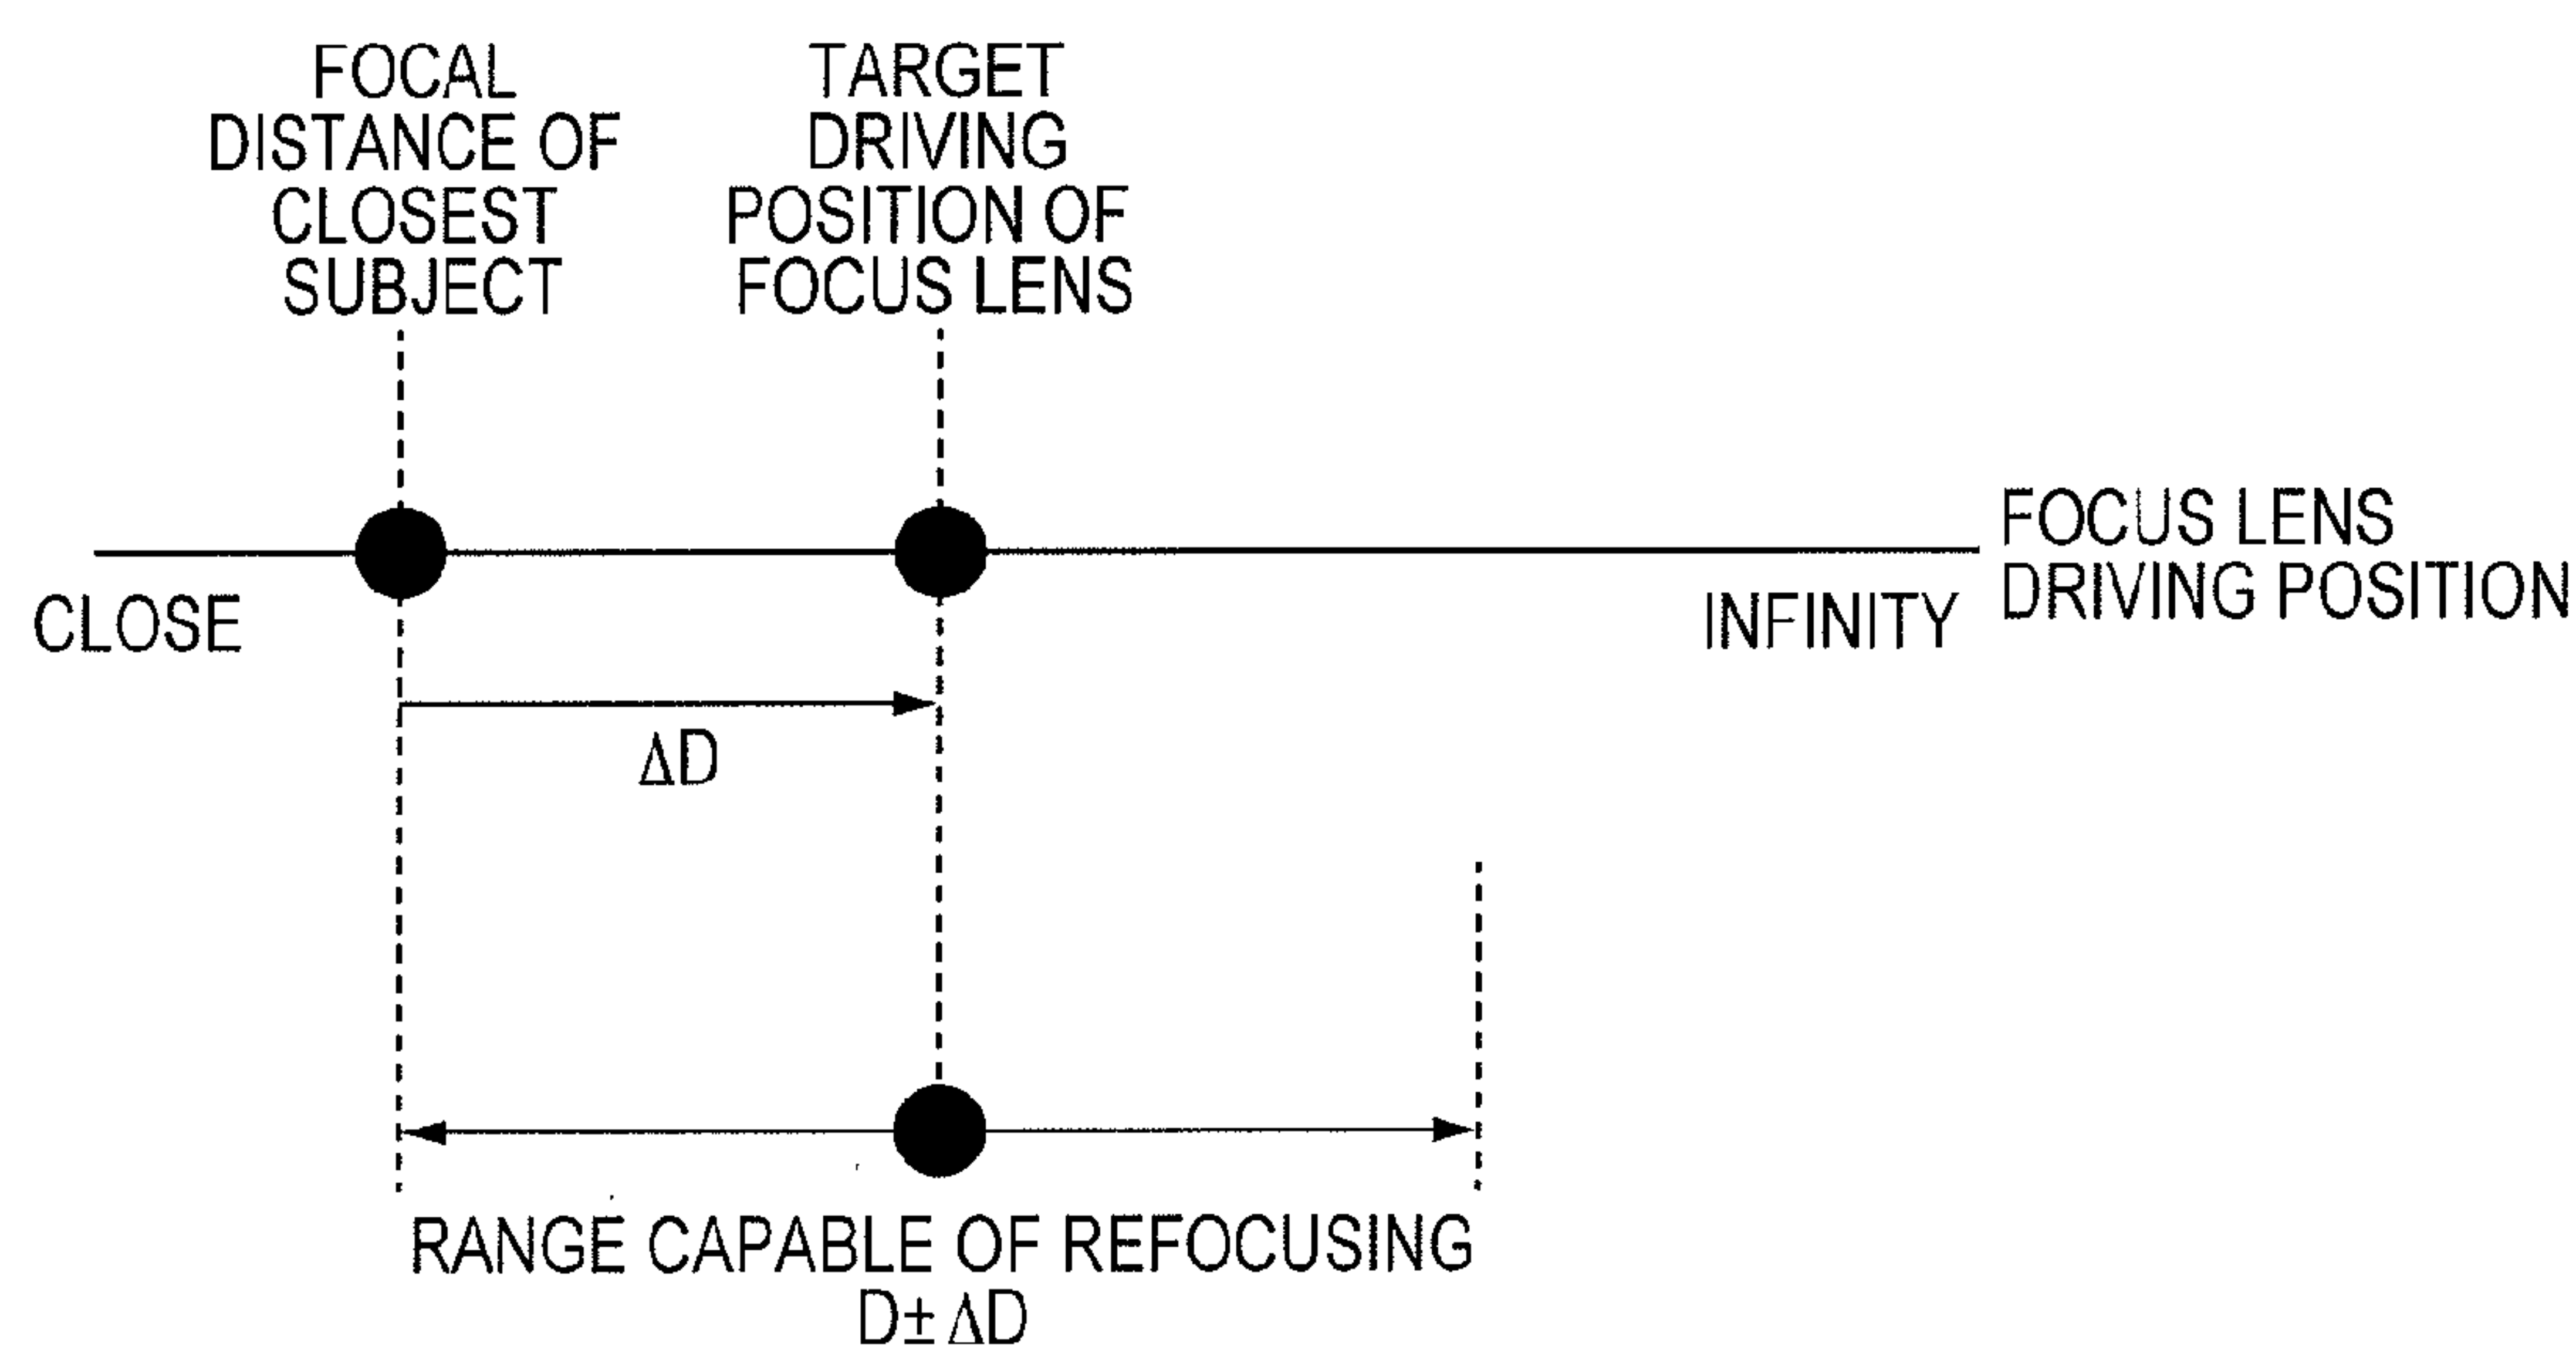 FOCAL
DISTANCE OF
CLOSEST
SUBJECT
TARGET
DRIVING
POSITION OF
FOCUS LENS
FOCUS LENS
DRIVING POSITION
CLOSE
INFINITY
ΔD
RANGE CAPABLE OF REFOCUSING
D±ΔD